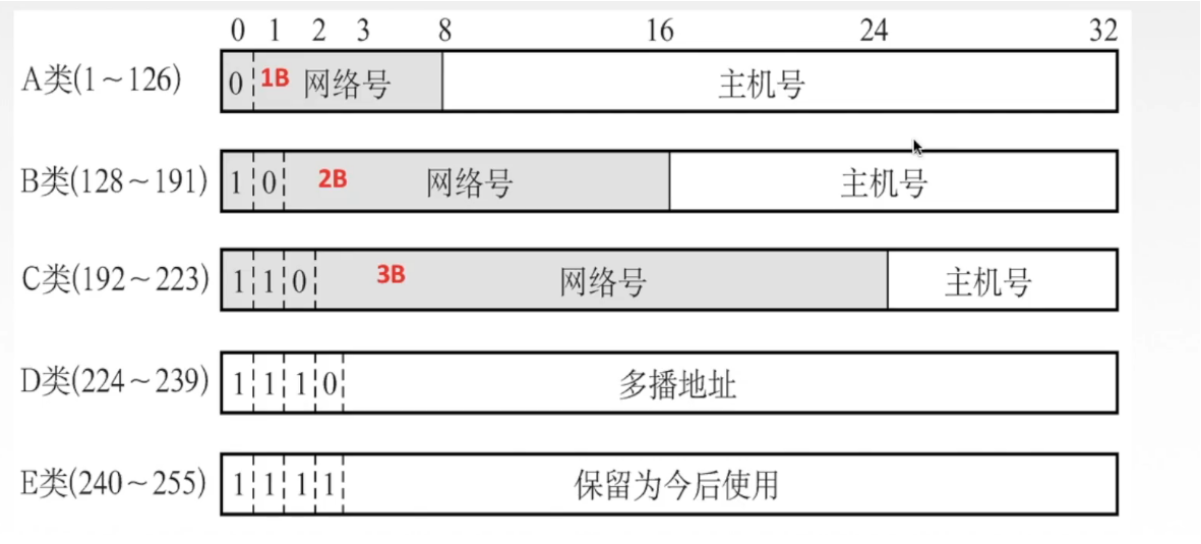 0 1 2 3 8 16 24 32
A类(1～126) 0 1B 网络号 主机号
B类(128～191) 1 0 2B 网络号 主机号
C类(192～223) 1 1 0 3B 网络号 主机号
D类(224～239) 1 1 1 0 多播地址
E类(240～255) 1 1 1 1 保留为今后使用